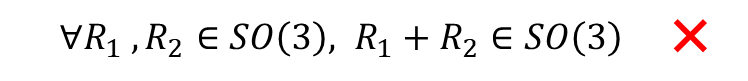 ∀R₁ ,R₂ ∈ SO(3), R₁ + R₂ ∈ SO(3) ❌